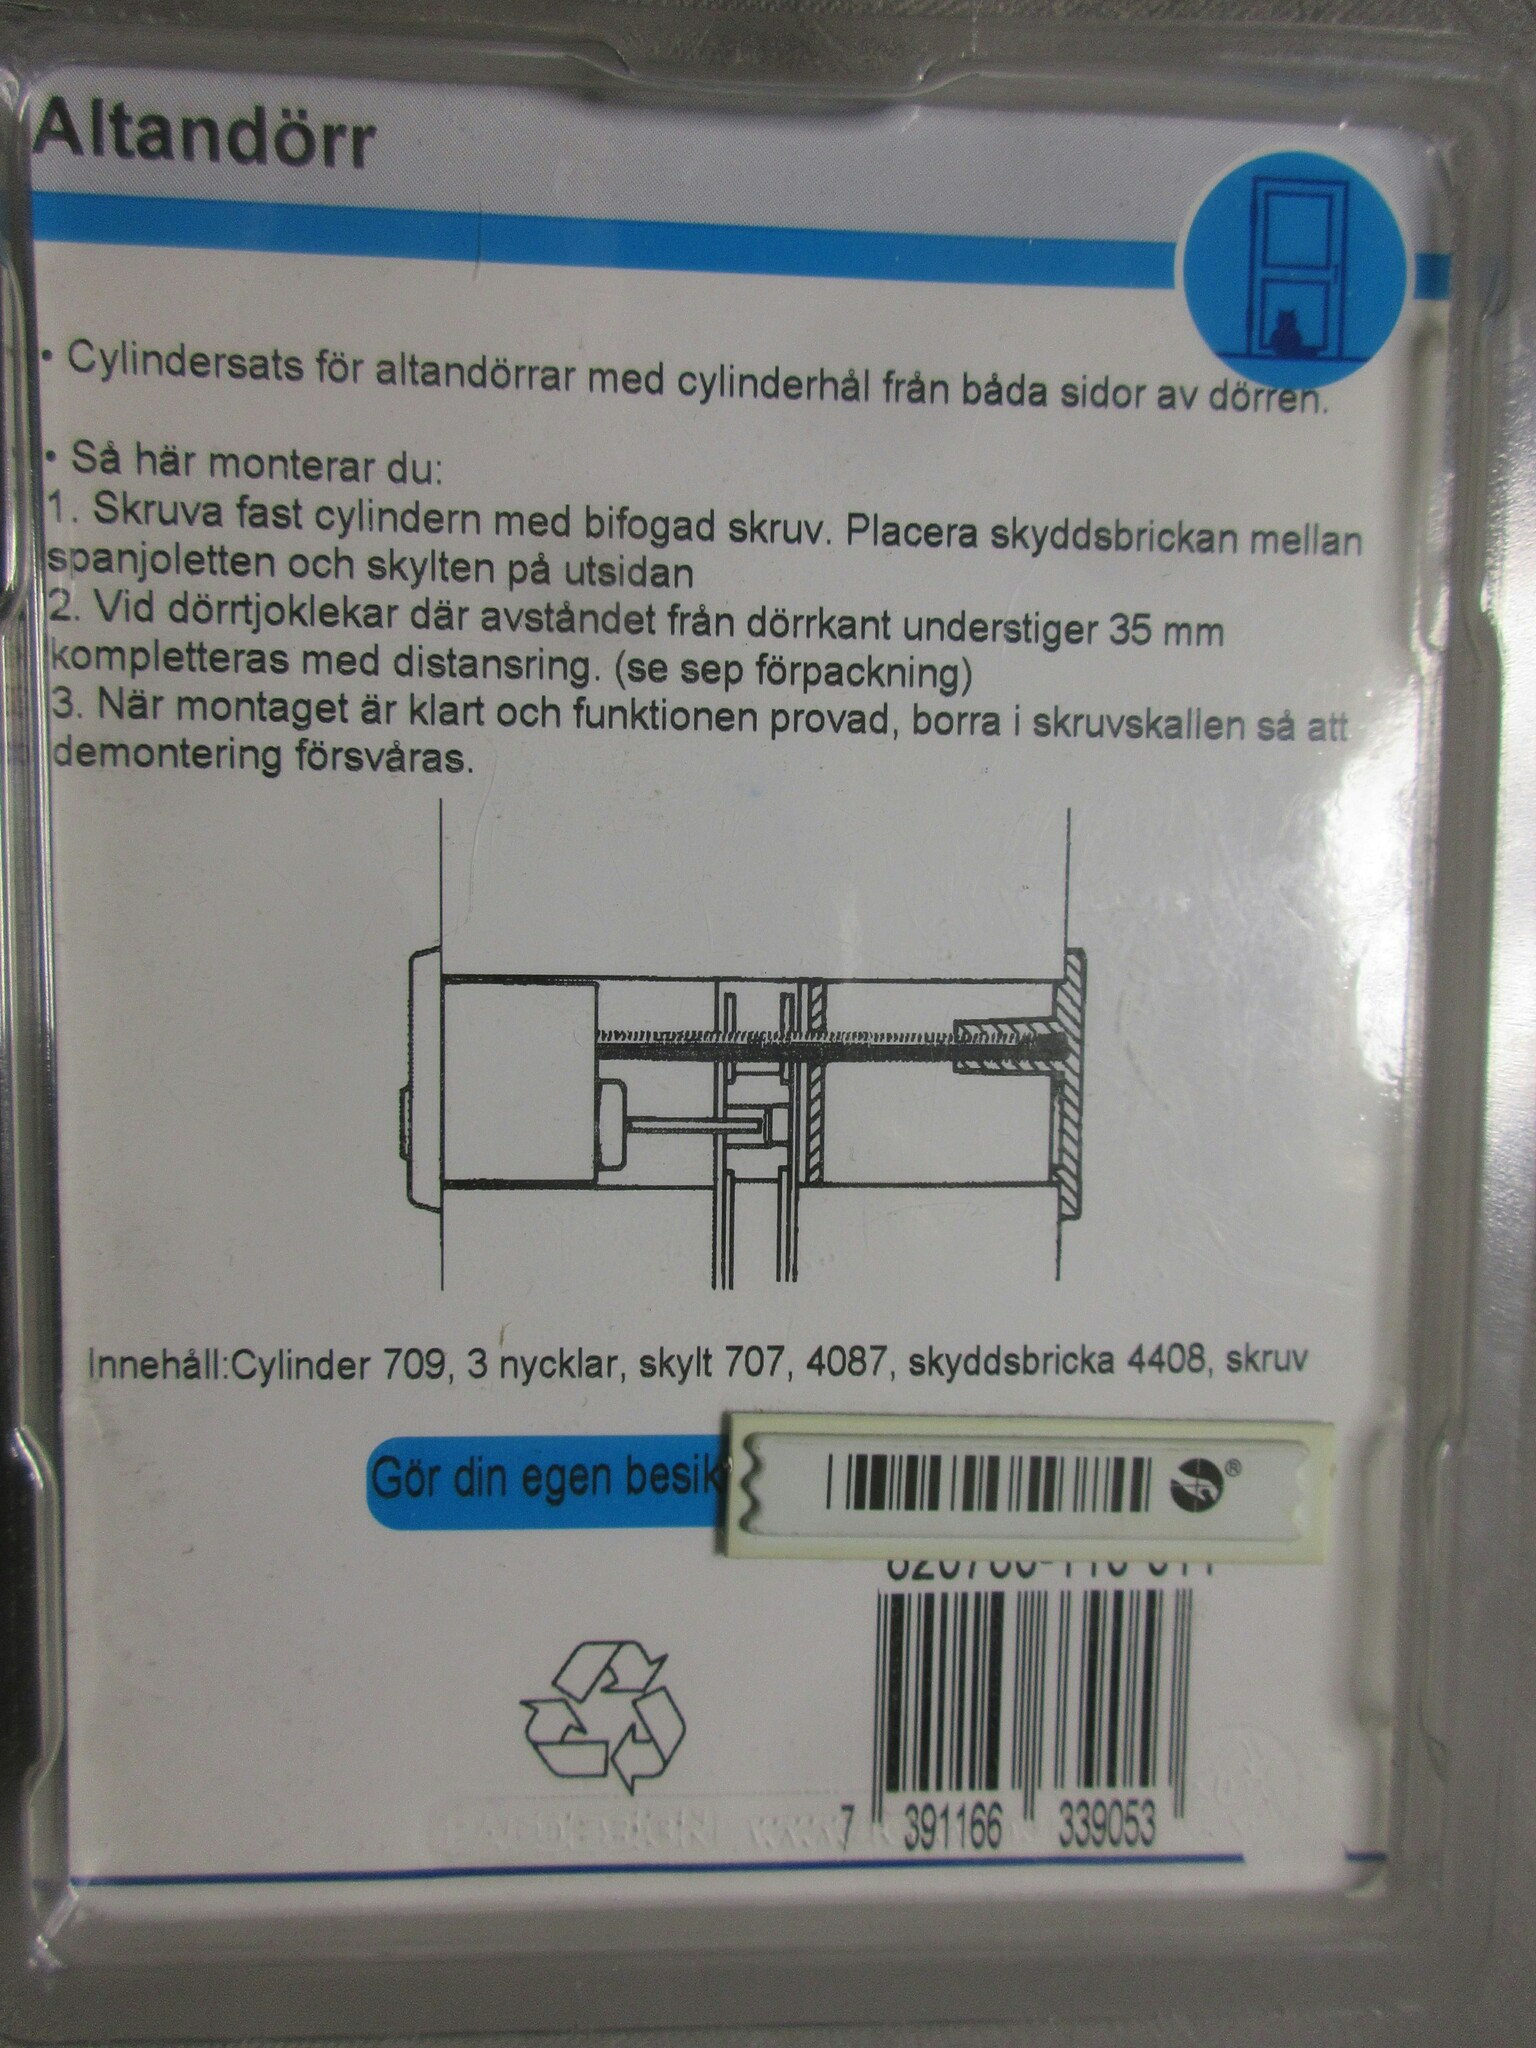 Altandörr
• Cylindersats för altandörrar med cylinderhål från båda sidor av dörren.
• Så här monterar du:
1. Skruva fast cylindern med bifogad skruv. Placera skyddsbrickan mellan
spanjoletten och skylten på utsidan
2. Vid dörrtjoklekar där avståndet från dörrkant understiger 35 mm
kompletteras med distansring. (se sep förpackning)
3. När montaget är klart och funktionen provad, borra i skruvskallen så att
demontering försvåras.
Innehåll:Cylinder 709, 3 nycklar, skylt 707, 4087, skyddsbricka 4408, skruv
Gör din egen besik
®
7 391166 339053